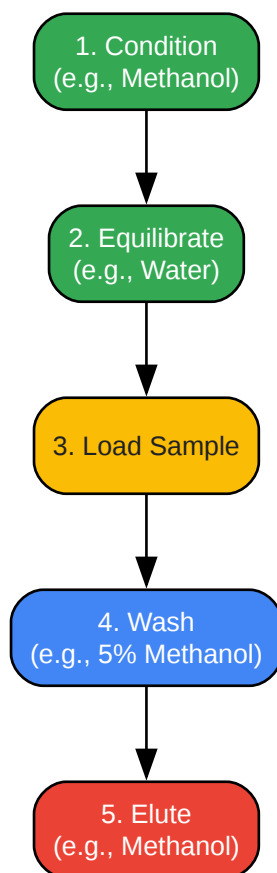 1. Condition
(e.g., Methanol)
2. Equilibrate
(e.g., Water)
3. Load Sample
4. Wash
(e.g., 5% Methanol)
5. Elute
(e.g., Methanol)